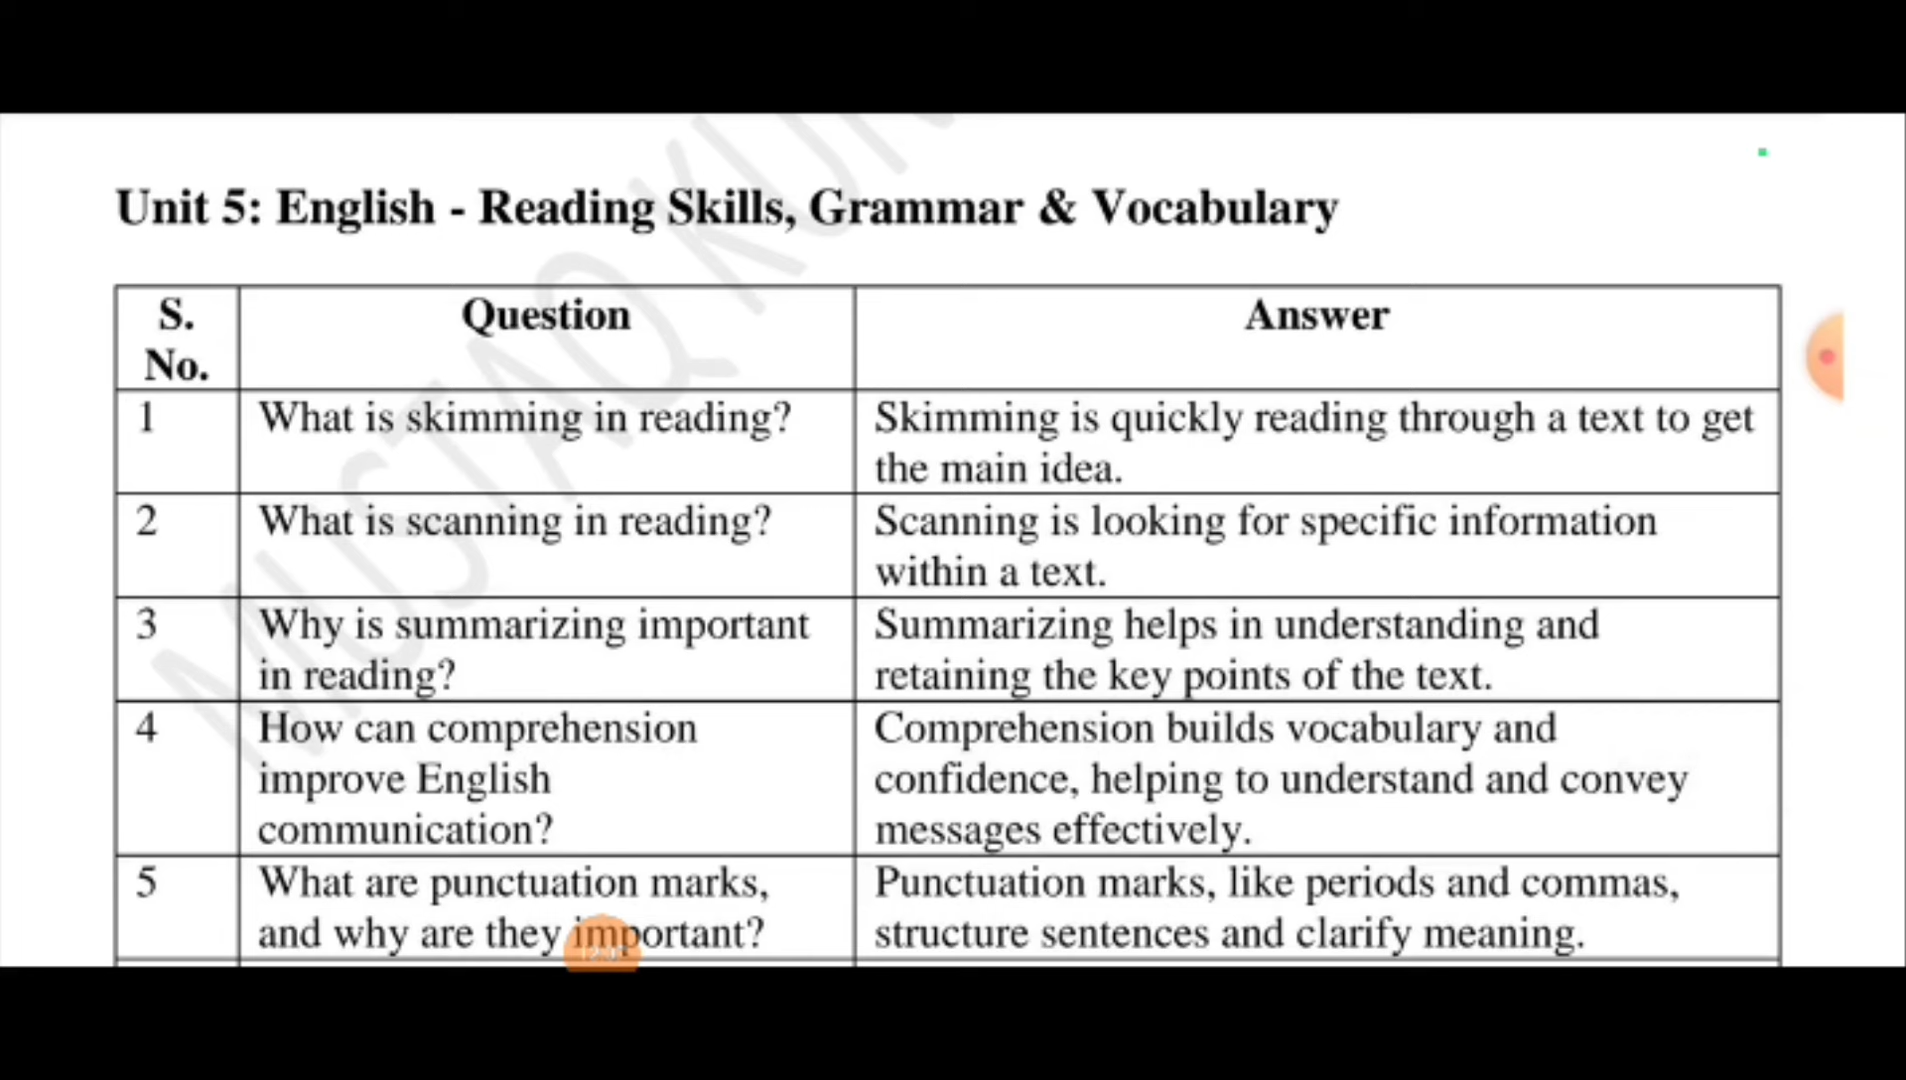 Unit 5: English - Reading Skills, Grammar & Vocabulary
S. No.
Question
Answer
1
What is skimming in reading?
Skimming is quickly reading through a text to get
the main idea.
2
What is scanning in reading?
Scanning is looking for specific information
within a text.
3
Why is summarizing important
in reading?
Summarizing helps in understanding and
retaining the key points of the text.
4
How can comprehension
improve English
communication?
Comprehension builds vocabulary and
confidence, helping to understand and convey
messages effectively.
5
What are punctuation marks,
and why are they important?
Punctuation marks, like periods and commas,
structure sentences and clarify meaning.
MUSTAQ